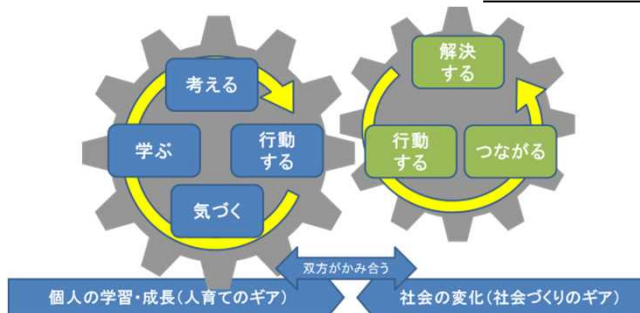 考える
学ぶ
行動
する
気づく
解決
する
行動
する
つながる
双方がかみ合う
個人の学習・成長(人育てのギア)
社会の変化(社会づくりのギア)